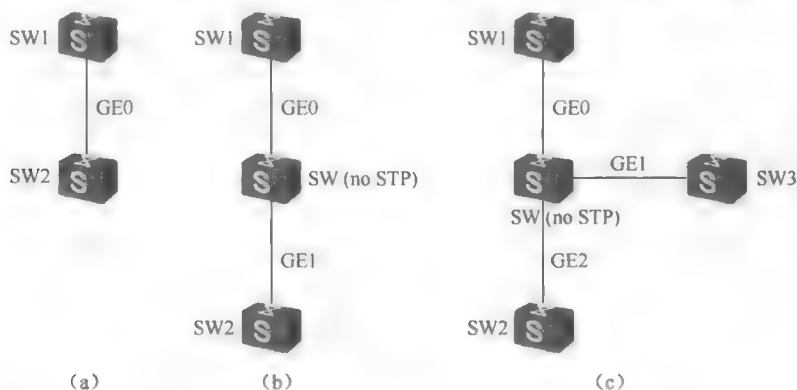 SW1
GE0
SW2
(a)
SW1
GE0
SW (no STP)
GE1
SW2
(b)
SW1
GE0
GE1
SW3
SW (no STP)
GE2
SW2
(c)